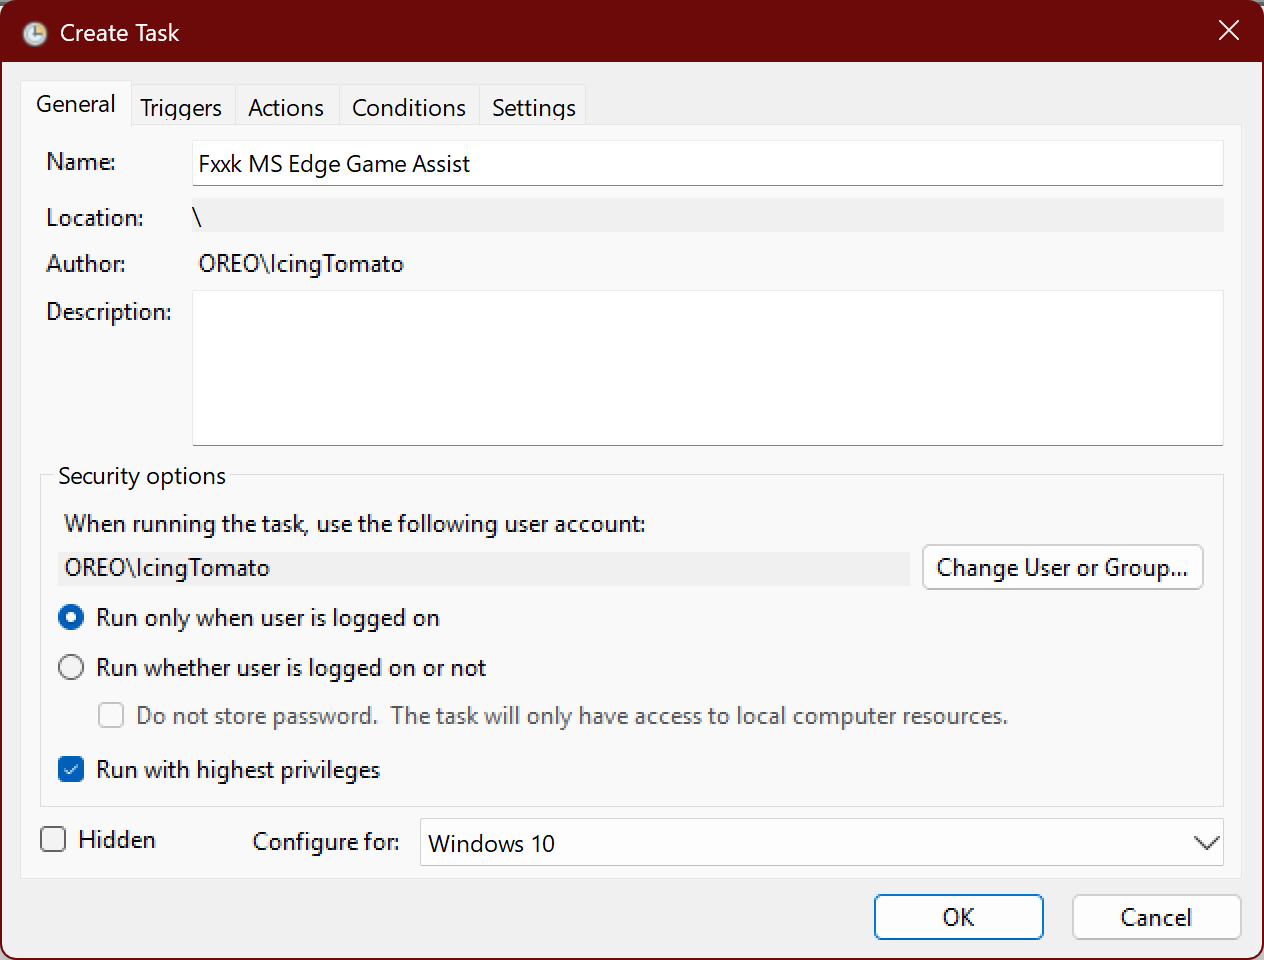 Create Task
General Triggers Actions Conditions Settings
Name: Fxxk MS Edge Game Assist
Location: \
Author: OREO\IcingTomato
Description:
Security options
When running the task, use the following user account:
OREO\IcingTomato Change User or Group...
Run only when user is logged on
Run whether user is logged on or not
Do not store password.  The task will only have access to local computer resources.
Run with highest privileges
Hidden Configure for: Windows 10
OK Cancel